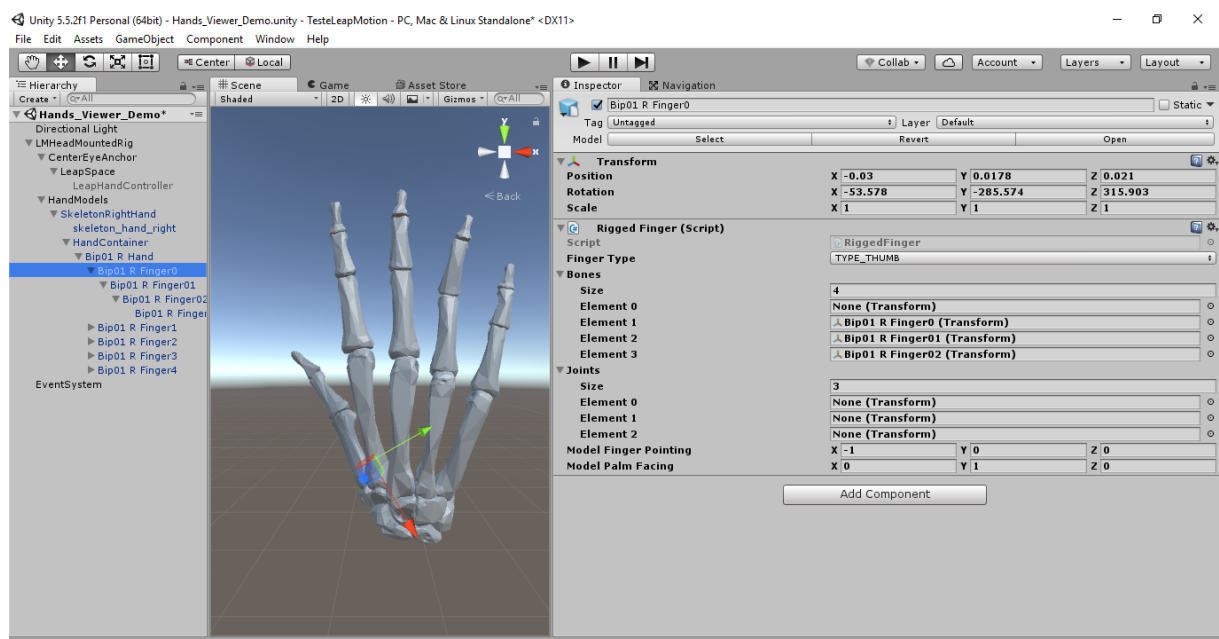 Unity 5.5.2f1 Personal (64bit) - Hands_Viewer_Demo.unity - TesteLeapMotion - PC, Mac & Linux Standalone* <DX11>
File Edit Assets GameObject Component Window Help
Center Local Collab Account Layers Layout
Hierarchy
Create All
Hands_Viewer_Demo*
Directional Light
LMHeadMountedRig
CenterEyeAnchor
LeapSpace
LeapHandController
HandModels
SkeletonRightHand
skeleton_hand_right
HandContainer
Bip01 R Hand
Bip01 R Finger0
Bip01 R Finger01
Bip01 R Finger02
Bip01 R Finger
Bip01 R Finger1
Bip01 R Finger2
Bip01 R Finger3
Bip01 R Finger4
EventSystem
Scene Game Asset Store
Shaded 2D Gizmos All
y
x
Back
Inspector Navigation
Bip01 R Finger0 Static
Tag Untagged Layer Default
Model Select Revert Open
Transform
Position X -0.03 Y 0.0178 Z 0.021
Rotation X -53.578 Y -285.574 Z 315.903
Scale X 1 Y 1 Z 1
Rigged Finger (Script)
Script RiggedFinger
Finger Type TYPE_THUMB
Bones
Size 4
Element 0 None (Transform)
Element 1 Bip01 R Finger0 (Transform)
Element 2 Bip01 R Finger01 (Transform)
Element 3 Bip01 R Finger02 (Transform)
Joints
Size 3
Element 0 None (Transform)
Element 1 None (Transform)
Element 2 None (Transform)
Model Finger Pointing X -1 Y 0 Z 0
Model Palm Facing X 0 Y 1 Z 0
Add Component